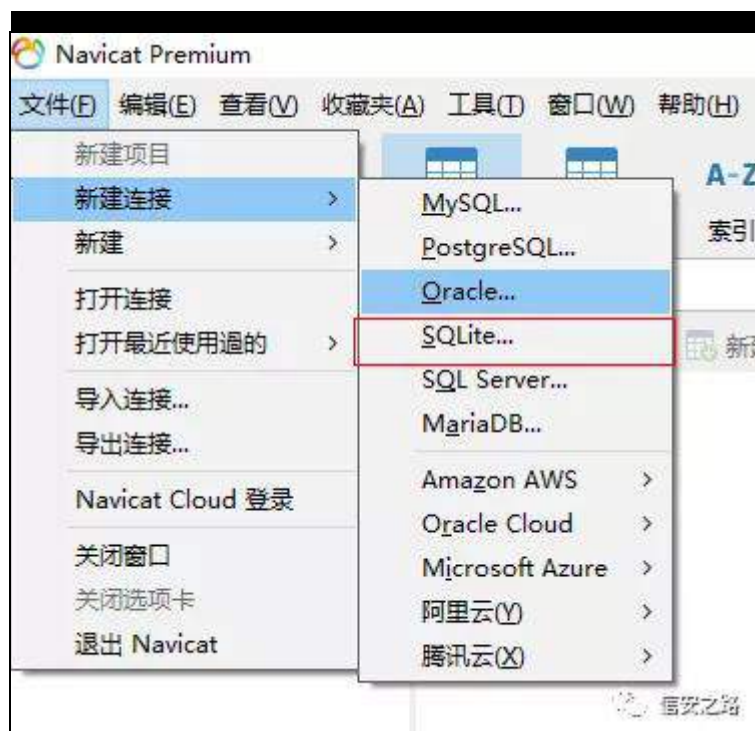 Navicat Premium
文件(F) 编辑(E) 查看(V) 收藏夹(A) 工具(T) 窗口(W) 帮助(H)
新建项目
新建连接 >
新建 >
打开连接
打开最近使用過的 >
导入连接...
导出连接...
Navicat Cloud 登录
关闭窗口
关闭选项卡
退出 Navicat
MySQL...
PostgreSQL...
Oracle...
SQLite...
SQL Server...
MariaDB...
Amazon AWS >
Oracle Cloud >
Microsoft Azure >
阿里云(Y) >
腾讯云(X) >
A-Z
索引
新建
信安之路